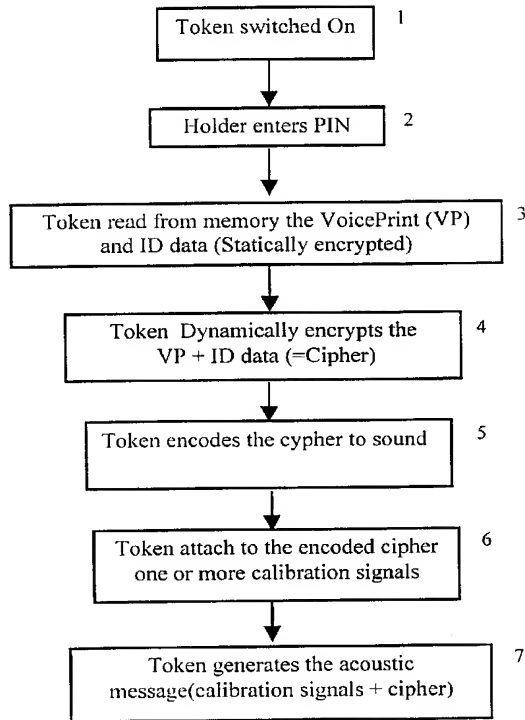 Token switched On
1
Holder enters PIN
2
Token read from memory the VoicePrint (VP)
and ID data (Statically encrypted)
3
Token Dynamically encrypts the
VP + ID data (=Cipher)
4
Token encodes the cypher to sound
5
Token attach to the encoded cipher
one or more calibration signals
6
Token generates the acoustic
message(calibration signals + cipher)
7